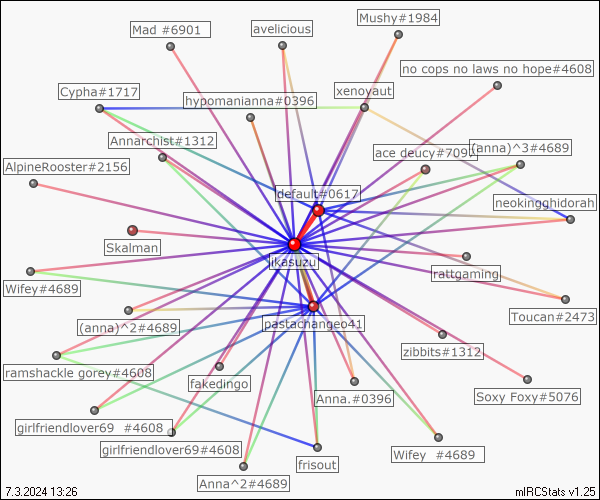 Mushy#1984
Mad #6901
avelicious
no cops no laws no hope#4608
Cypha#1717
xenoyaut
hypomanianna#0396
Annarchist#1312
ace deucy#709
(anna)^3#4689
AlpineRooster#2156
default#0617
neokingghidorah
Skalman
likasuzu
rattgaming
Wifey#4689
Toucan#2473
(anna)^2#4689
pastachangeo41
zibbits#1312
ramshackle gorey#4608
fakedingo
Anna.#0396
Soxy Foxy#5076
girlfriendlover69 #4608
girlfriendlover69#4608
Wifey #4689
frisout
Anna^2#4689
7.3.2024 13:26
mIRCStats v1.25